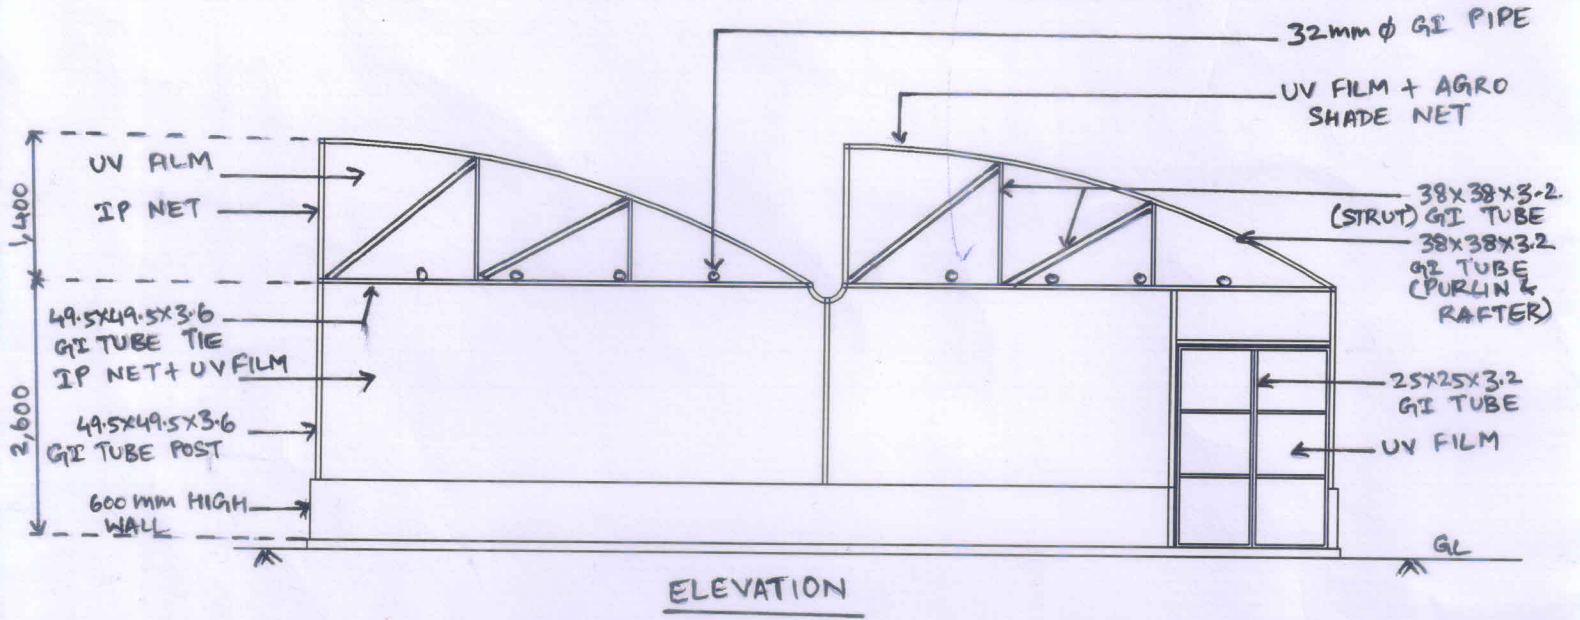 32mm ϕ GI PIPE
UV FILM + AGRO
SHADE NET
UV FILM
IP NET
1,400
38x38x3.2
(STRUT) GI TUBE
38x38x3.2
GI TUBE
(PURLIN &
RAFTER)
49.5x49.5x3.6
GI TUBE TIE
IP NET + UV FILM
49.5x49.5x3.6
GI TUBE POST
2,600
600 mm HIGH
WALL
25x25x3.2
GI TUBE
UV FILM
GL
ELEVATION